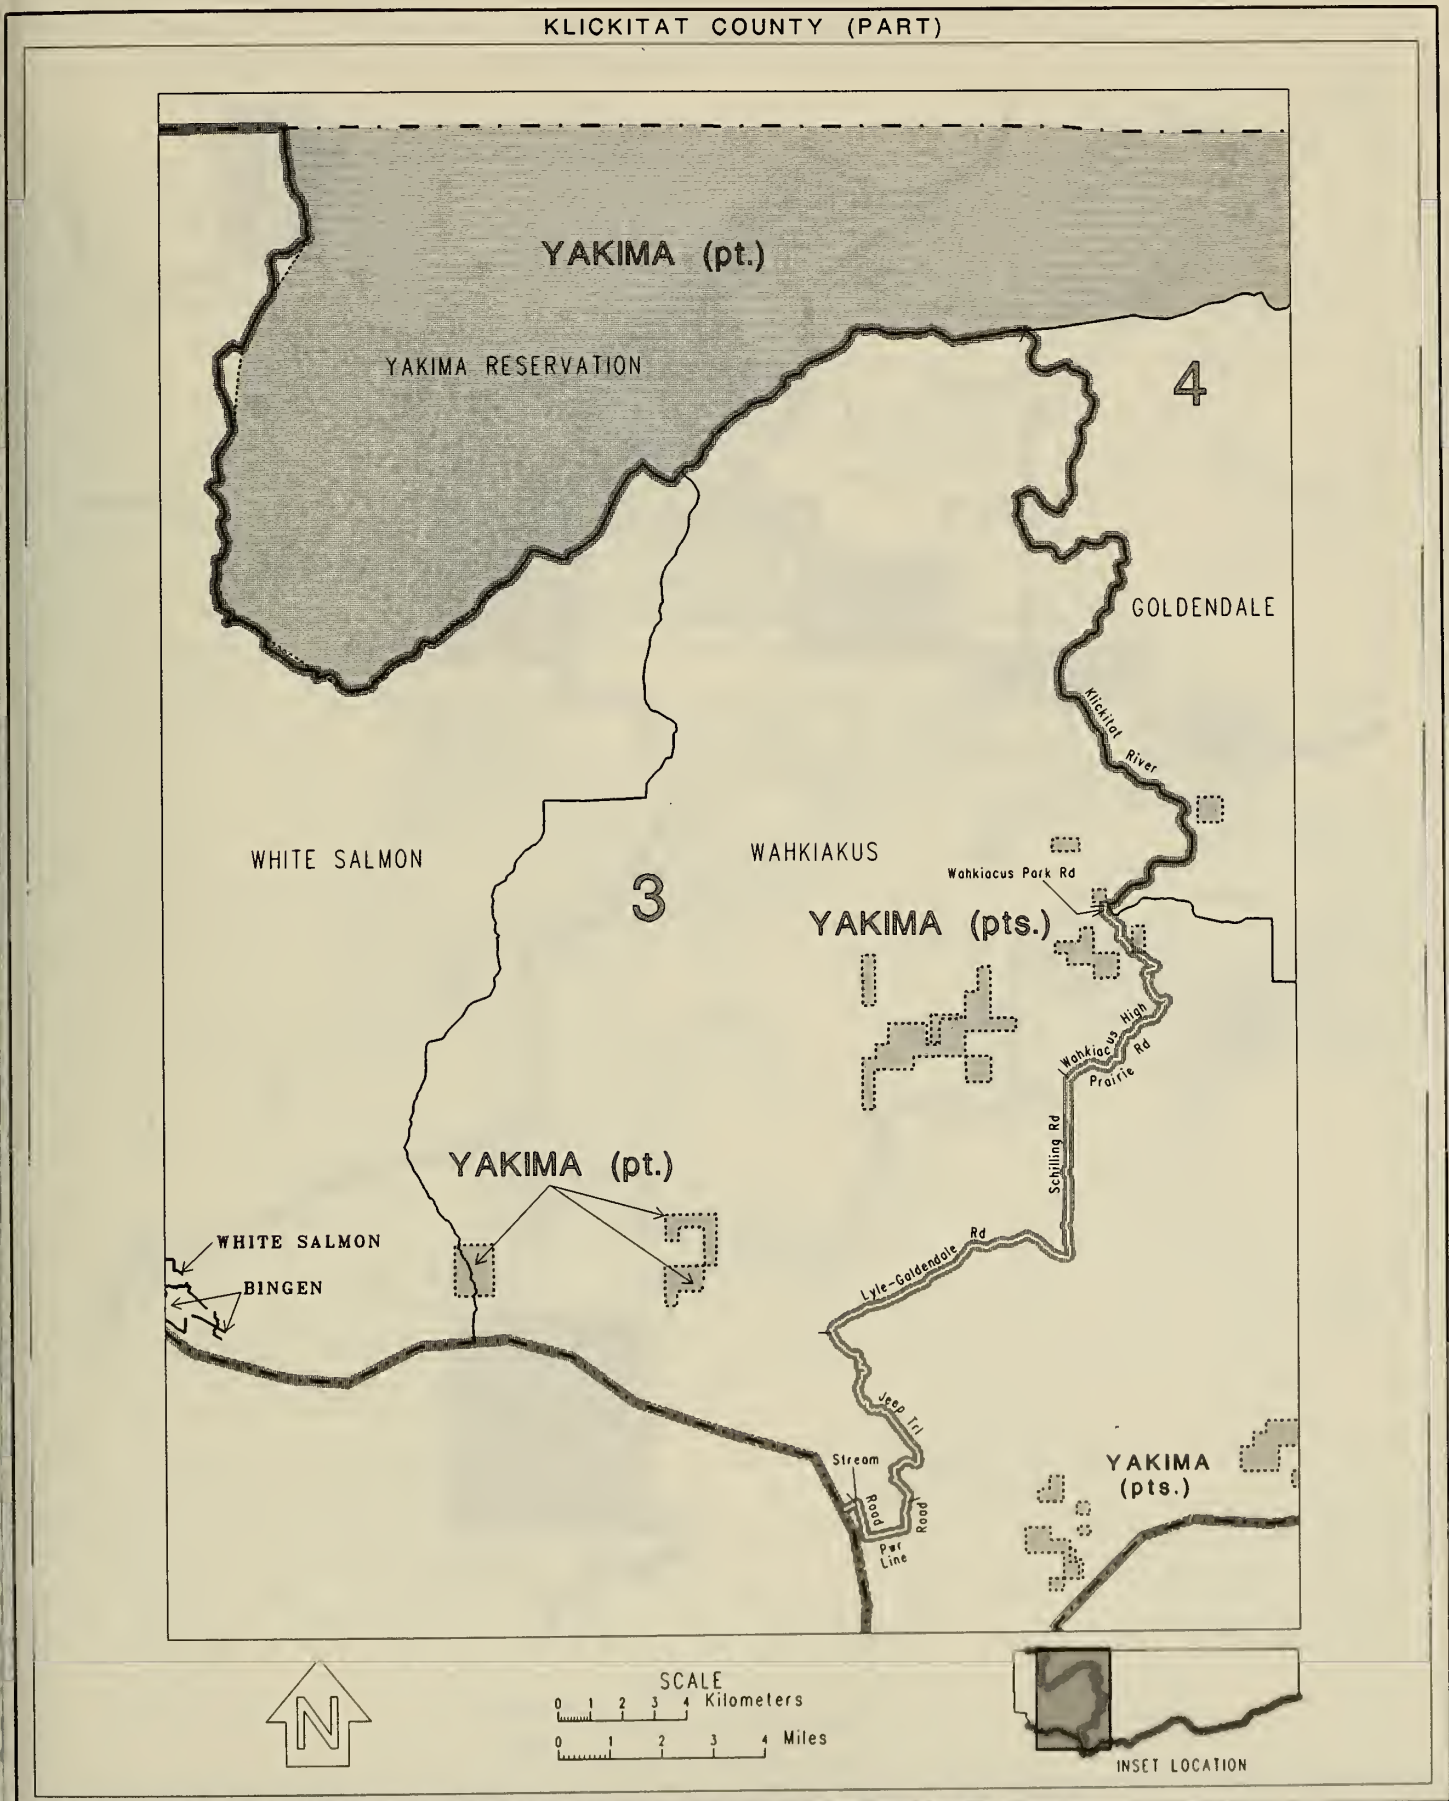 KLICKITAT COUNTY (PART)
YAKIMA (pt.)
YAKIMA RESERVATION
4
GOLDENDALE
Klickitat River
WHITE SALMON
WAHKIAKUS
3
Wahkiacus Park Rd
YAKIMA (pts.)
Wahkiacus High
Prairie Rd
Schilling Rd
YAKIMA (pt.)
WHITE SALMON
BINGEN
Lyle-Goldendale Rd
Jeep Trl
Stream
Road
Road
Pwr
Line
YAKIMA
(pts.)
N
SCALE
0 1 2 3 4 Kilometers
0 1 2 3 4 Miles
INSET LOCATION